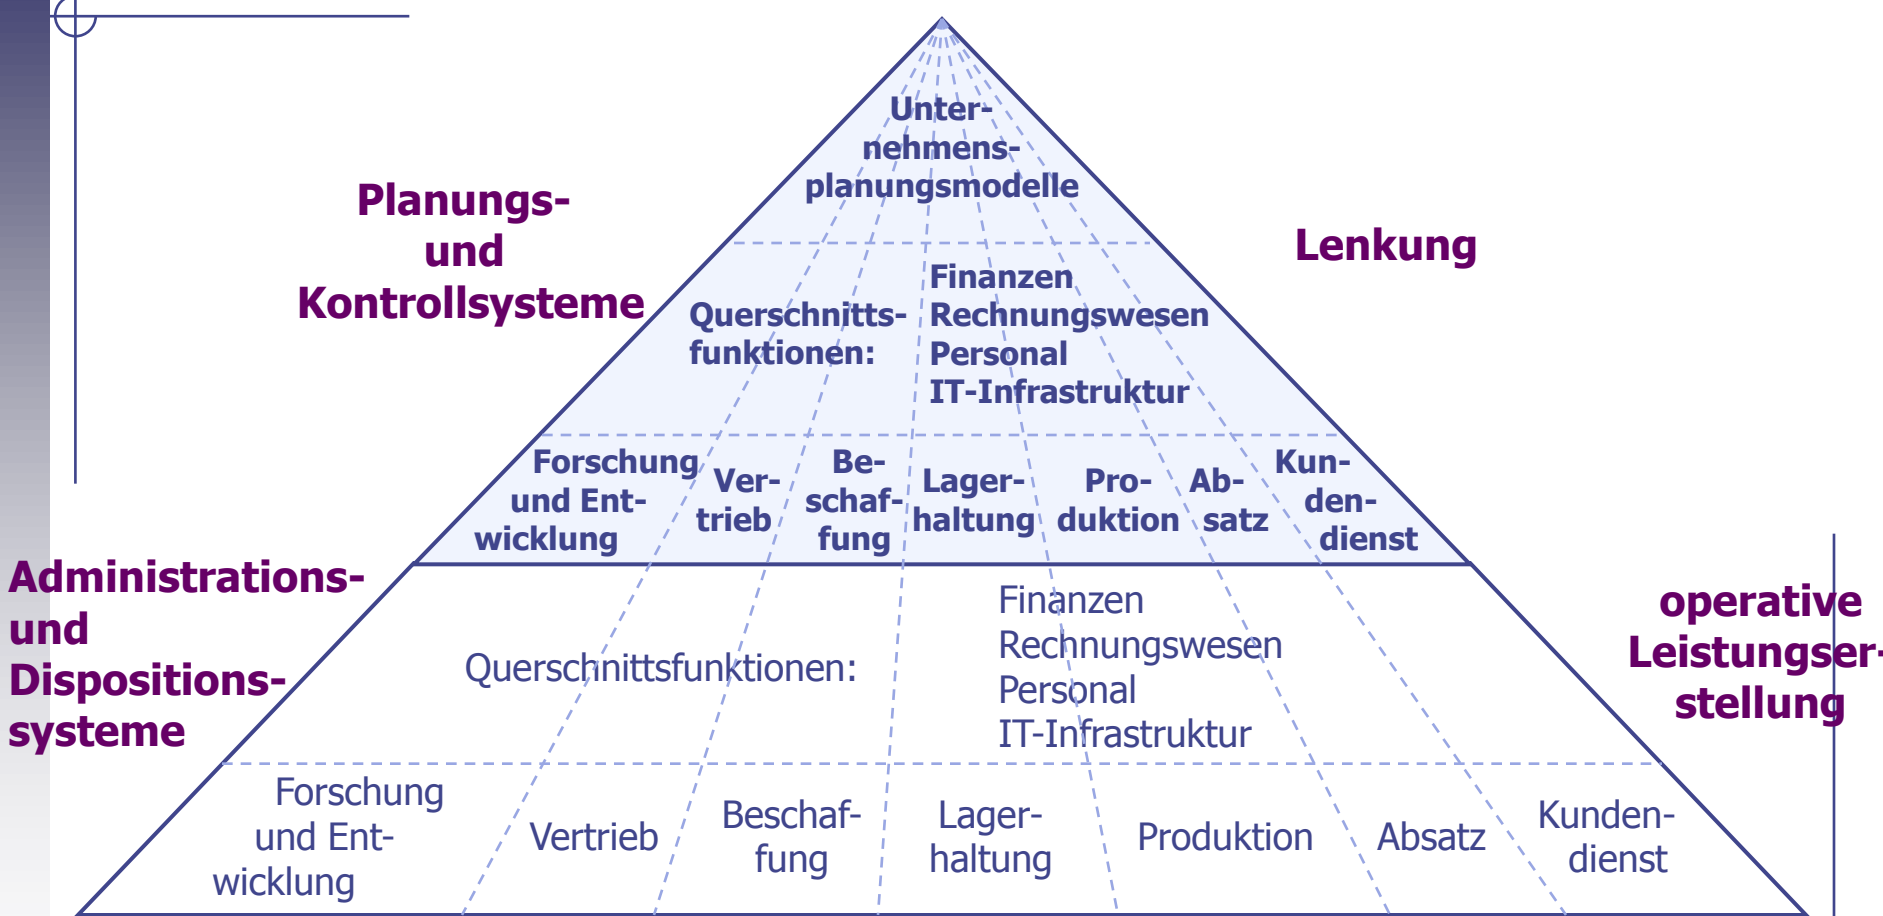 Unter-
nehmens-
planungsmodelle
Planungs-
und
Kontrollsysteme
Lenkung
Querschnitts-
funktionen:
Finanzen
Rechnungswesen
Personal
IT-Infrastruktur
Forschung
und Ent-
wicklung
Ver-
trieb
Be-
schaf-
fung
Lager-
haltung
Pro-
duktion
Ab-
satz
Kun-
den-
dienst
Administrations-
und
Dispositions-
systeme
operative
Leistungser-
stellung
Querschnittsfunktionen:
Finanzen
Rechnungswesen
Personal
IT-Infrastruktur
Forschung
und Ent-
wicklung
Vertrieb
Beschaf-
fung
Lager-
haltung
Produktion
Absatz
Kunden-
dienst